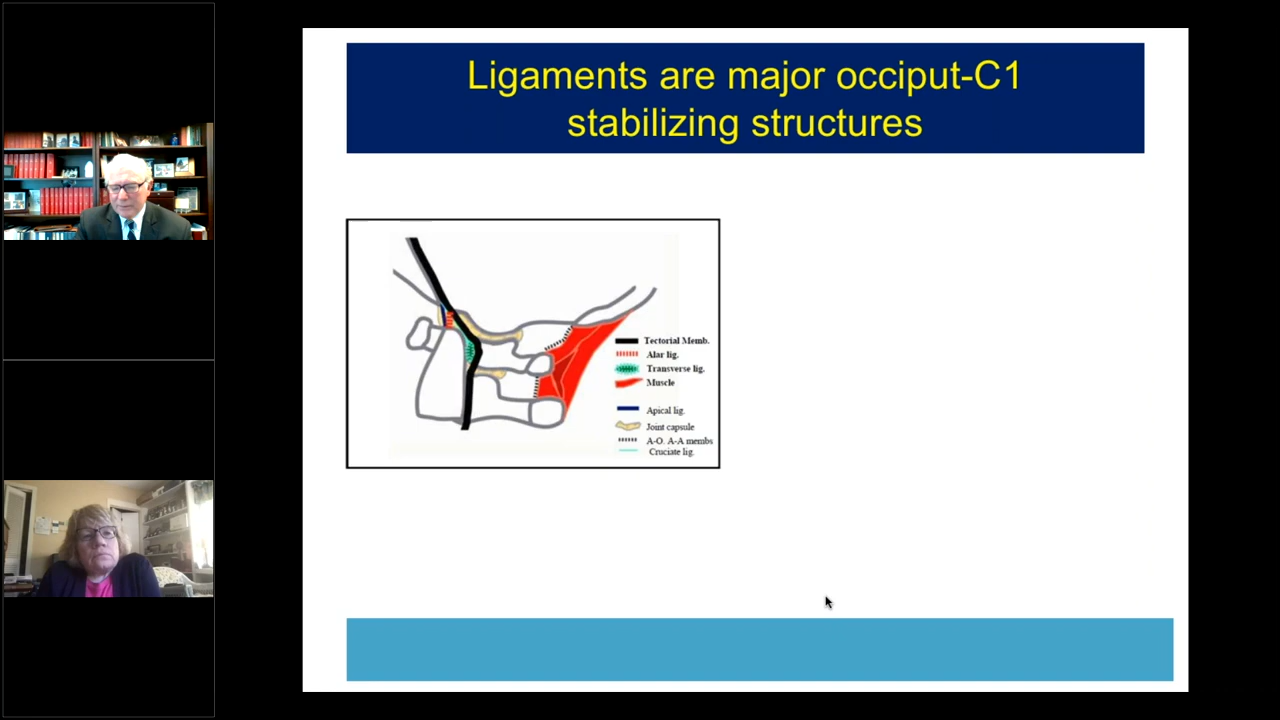 Ligaments are major occiput-C1
stabilizing structures
Tectorial Memb.
Alar lig.
Transverse lig.
Muscle
Apical lig.
Joint capsule
A-O. A-A membs
Cruciate lig.